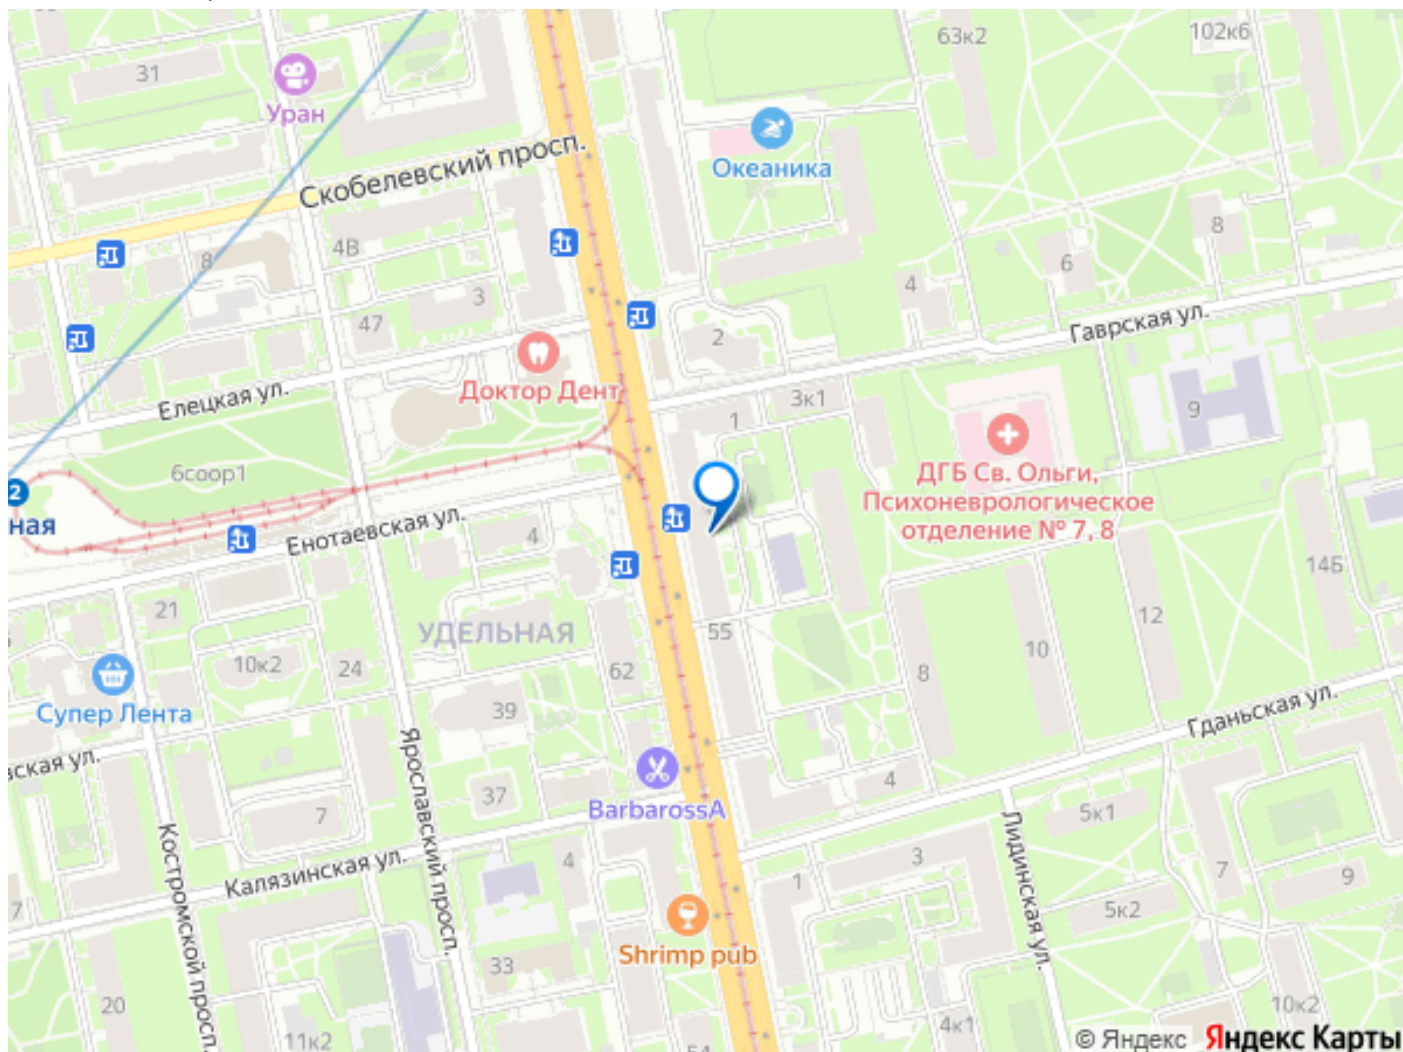 31
63к2
102к6
Уран
Скобелевский просп.
Океаника
8
4В
8
6
4
3
47
2
Гаврская ул.
Доктор Дент
Елецкая ул.
1
3к1
9
6соор1
ДГБ Св. Ольги,
Психоневрологическое
отделение № 7, 8
2
ная
Енотаевская ул.
4
14Б
21
УДЕЛЬНАЯ
55
12
10к2
24
62
10
8
Супер Лента
39
Гданьская ул.
вская ул.
Ярославский просп.
BarbarossA
4
37
7
5к1
Костромской просп.
Калязинская ул.
4
3
Лидинская ул.
7
9
7
1
5к2
Shrimp pub
33
20
10к2
11к2
54
4к1
© Яндекс Яндекс Карты